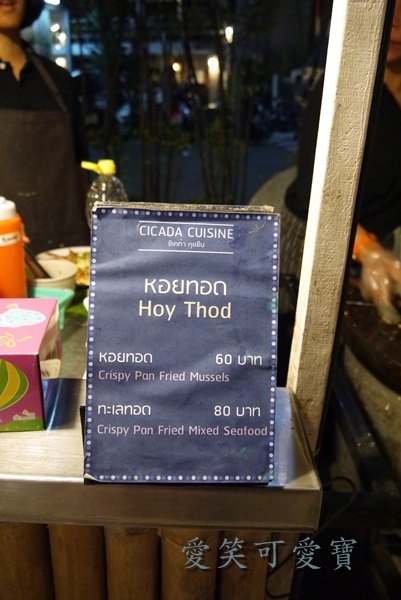 CICADA CUISINE
ซิเคด้า คูยซีน
หอยทอด
Hoy Thod
หอยทอด 60 บาท
Crispy Pan Fried Mussels
ทะเลทอด 80 บาท
Crispy Pan Fried Mixed Seafood
愛笑可愛寶